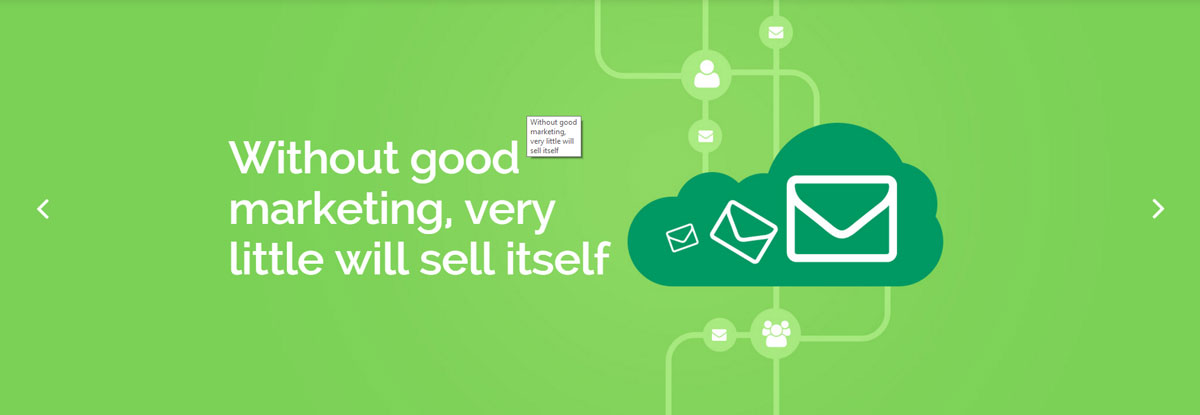 Without good
marketing, very
little will sell itself
Without good
marketing,
very little will
sell itself